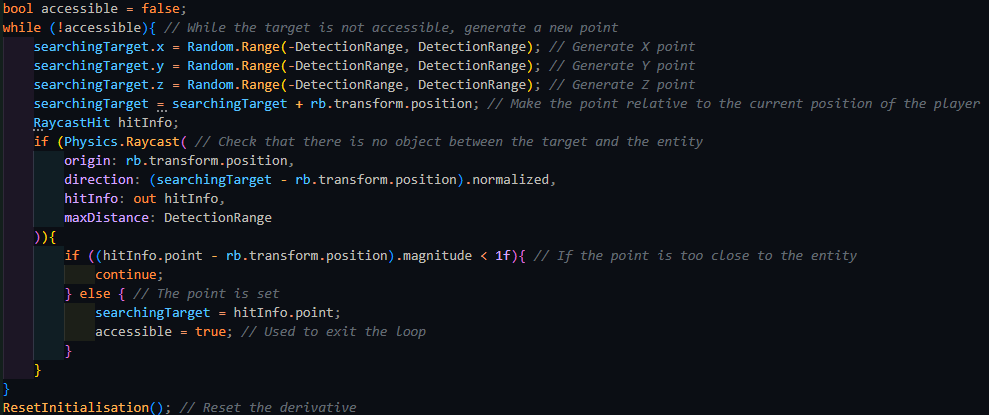 bool accessible = false;
while (!accessible){ // While the target is not accessible, generate a new point
    searchingTarget.x = Random.Range(-DetectionRange, DetectionRange); // Generate X point
    searchingTarget.y = Random.Range(-DetectionRange, DetectionRange); // Generate Y point
    searchingTarget.z = Random.Range(-DetectionRange, DetectionRange); // Generate Z point
    searchingTarget = searchingTarget + rb.transform.position; // Make the point relative to the current position of the player
    RaycastHit hitInfo;
    if (Physics.Raycast( // Check that there is no object between the target and the entity
        origin: rb.transform.position,
        direction: (searchingTarget - rb.transform.position).normalized,
        hitInfo: out hitInfo,
        maxDistance: DetectionRange
    )){
        if ((hitInfo.point - rb.transform.position).magnitude < 1f){ // If the point is too close to the entity
            continue;
        } else { // The point is set
            searchingTarget = hitInfo.point;
            accessible = true; // Used to exit the loop
        }
    }
}
ResetInitialisation(); // Reset the derivative